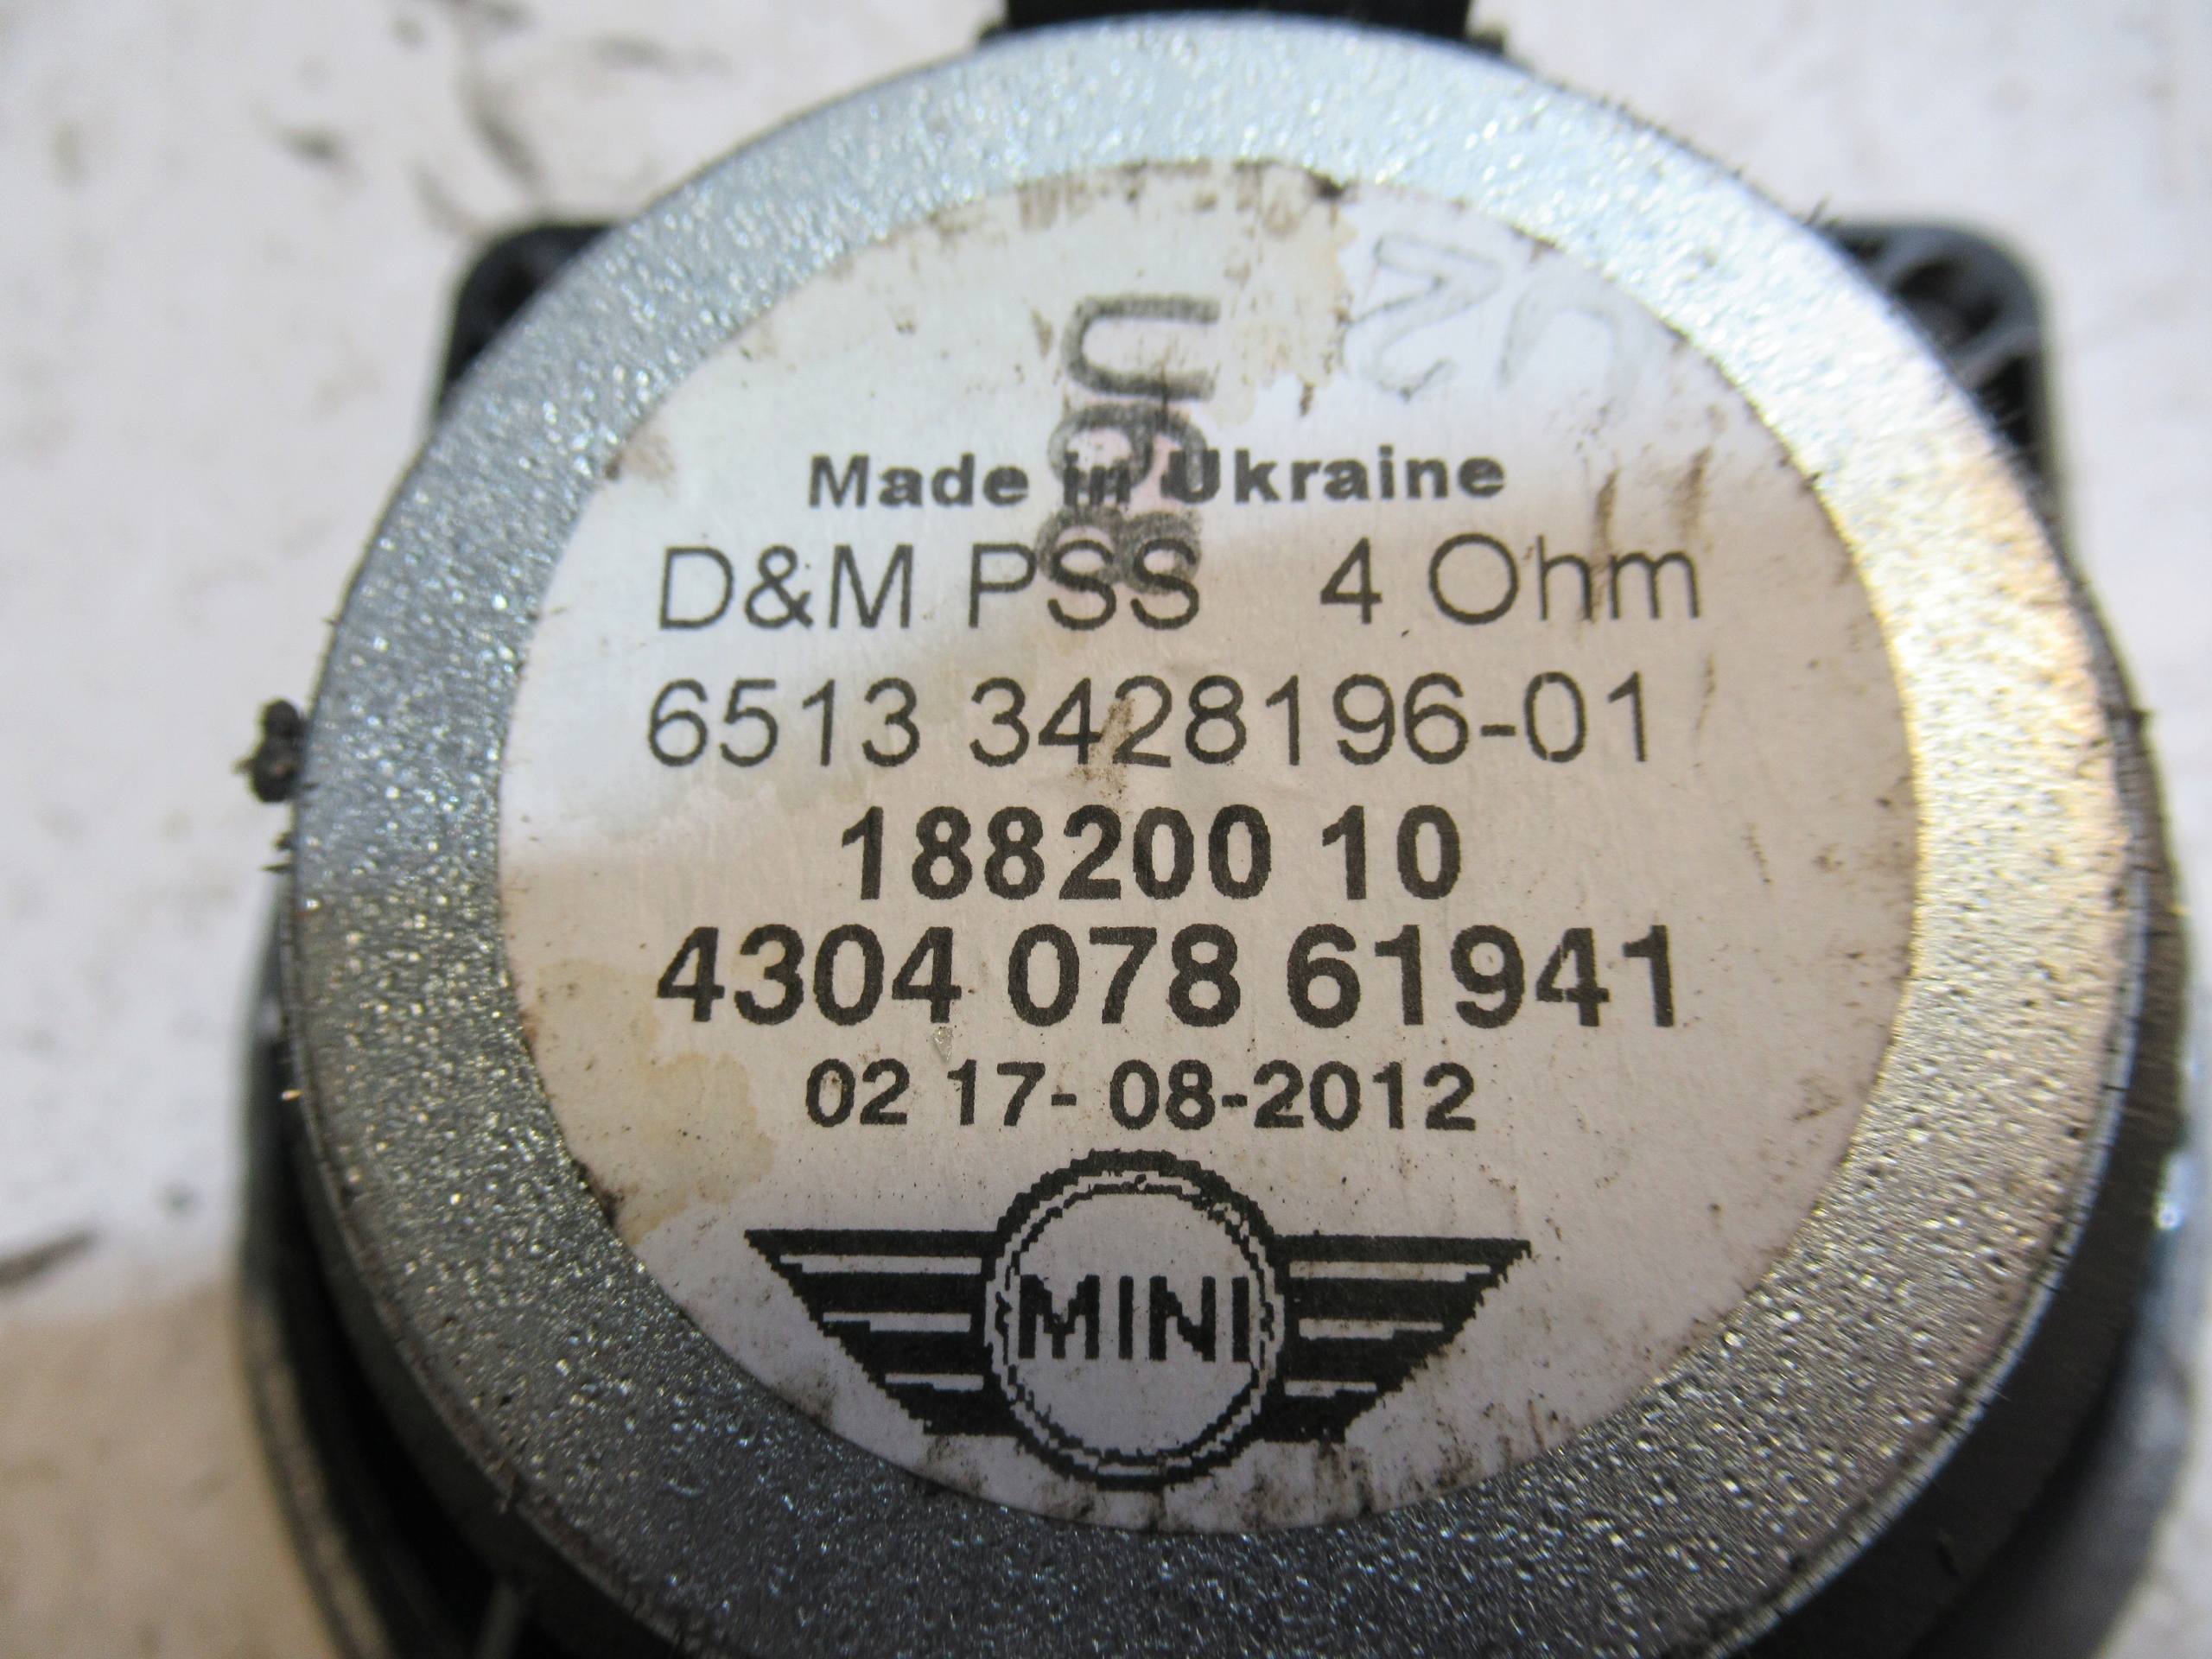 Made in Ukraine
D&M PSS 4 Ohm
6513 3428196-01
188200 10
4304 078 61941
02 17- 08-2012
MINI